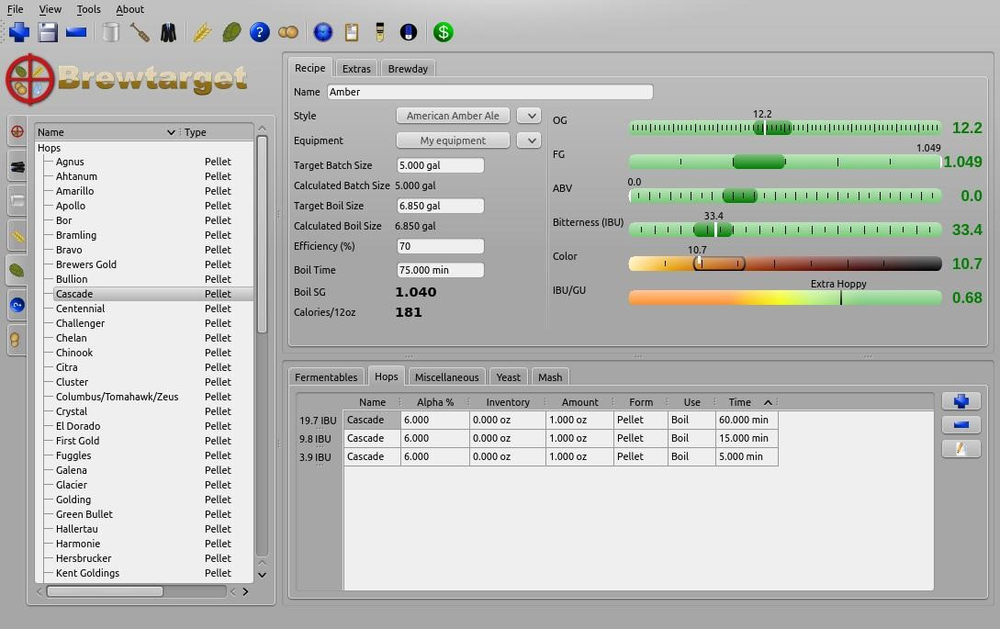 File View Tools About
Brewtarget
Name Type
Hops
Agnus Pellet
Ahtanum Pellet
Amarillo Pellet
Apollo Pellet
Bor Pellet
Bramling Pellet
Bravo Pellet
Brewers Gold Pellet
Bullion Pellet
Cascade Pellet
Centennial Pellet
Challenger Pellet
Chelan Pellet
Chinook Pellet
Citra Pellet
Cluster Pellet
Columbus/Tomahawk/Zeus Pellet
Crystal Pellet
El Dorado Pellet
First Gold Pellet
Fuggles Pellet
Galena Pellet
Glacier Pellet
Golding Pellet
Green Bullet Pellet
Hallertau Pellet
Harmonie Pellet
Hersbrucker Pellet
Kent Goldings Pellet
Recipe Extras Brewday
Name Amber
Style American Amber Ale
Equipment My equipment
Target Batch Size 5.000 gal
Calculated Batch Size 5.000 gal
Target Boil Size 6.850 gal
Calculated Boil Size 6.850 gal
Efficiency (%) 70
Boil Time 75.000 min
Boil SG 1.040
Calories/12oz 181
12.2
OG 12.2
1.049
FG 1.049
0.0
ABV 0.0
33.4
Bitterness (IBU) 33.4
10.7
Color 10.7
Extra Hoppy
IBU/GU 0.68
Fermentables Hops Miscellaneous Yeast Mash
Name Alpha % Inventory Amount Form Use Time
19.7 IBU Cascade 6.000 0.000 oz 1.000 oz Pellet Boil 60.000 min
9.8 IBU Cascade 6.000 0.000 oz 1.000 oz Pellet Boil 15.000 min
3.9 IBU Cascade 6.000 0.000 oz 1.000 oz Pellet Boil 5.000 min